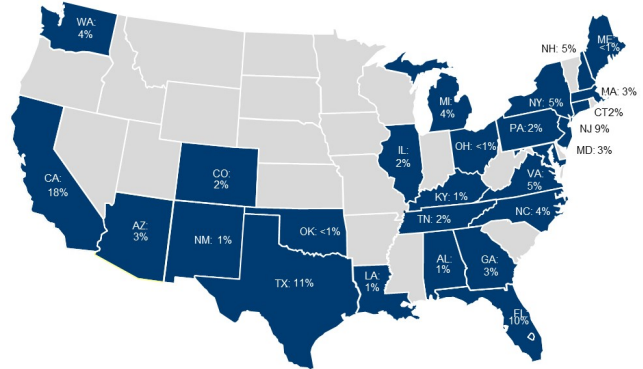 WA:
4%
ME
<1%
NH: 5%
MA: 3%
NY: 5%
CT2%
MI:
4%
PA: 2%
NJ 9%
OH: <1%
IL:
2%
MD: 3%
CO:
2%
VA:
5%
CA:
18%
KY: 1%
NC: 4%
TN: 2%
AZ:
3%
NM: 1%
OK: <1%
AL:
1%
GA:
3%
LA:
1%
TX: 11%
FL:
10%